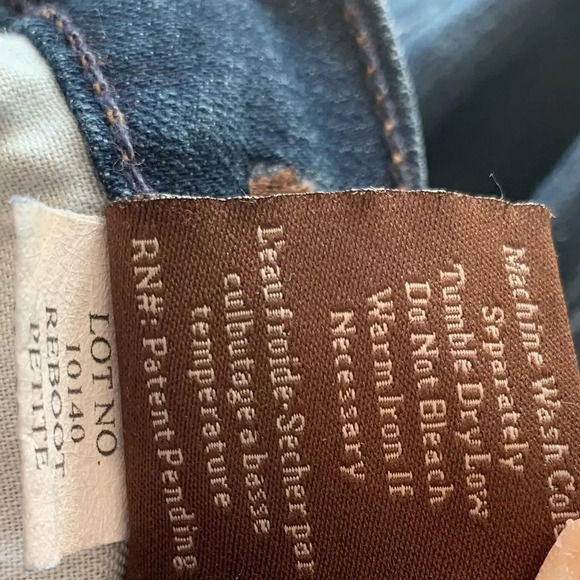 Machine Wash Col
Separately
Tumble Dry Low
Do Not Bleach
Warm Iron If
Necessary
L'eau froide-Secher par
culbutage a basse
temperature
RN#: Patent Pending
LOT NO.
10140
REBOOT
PETITE